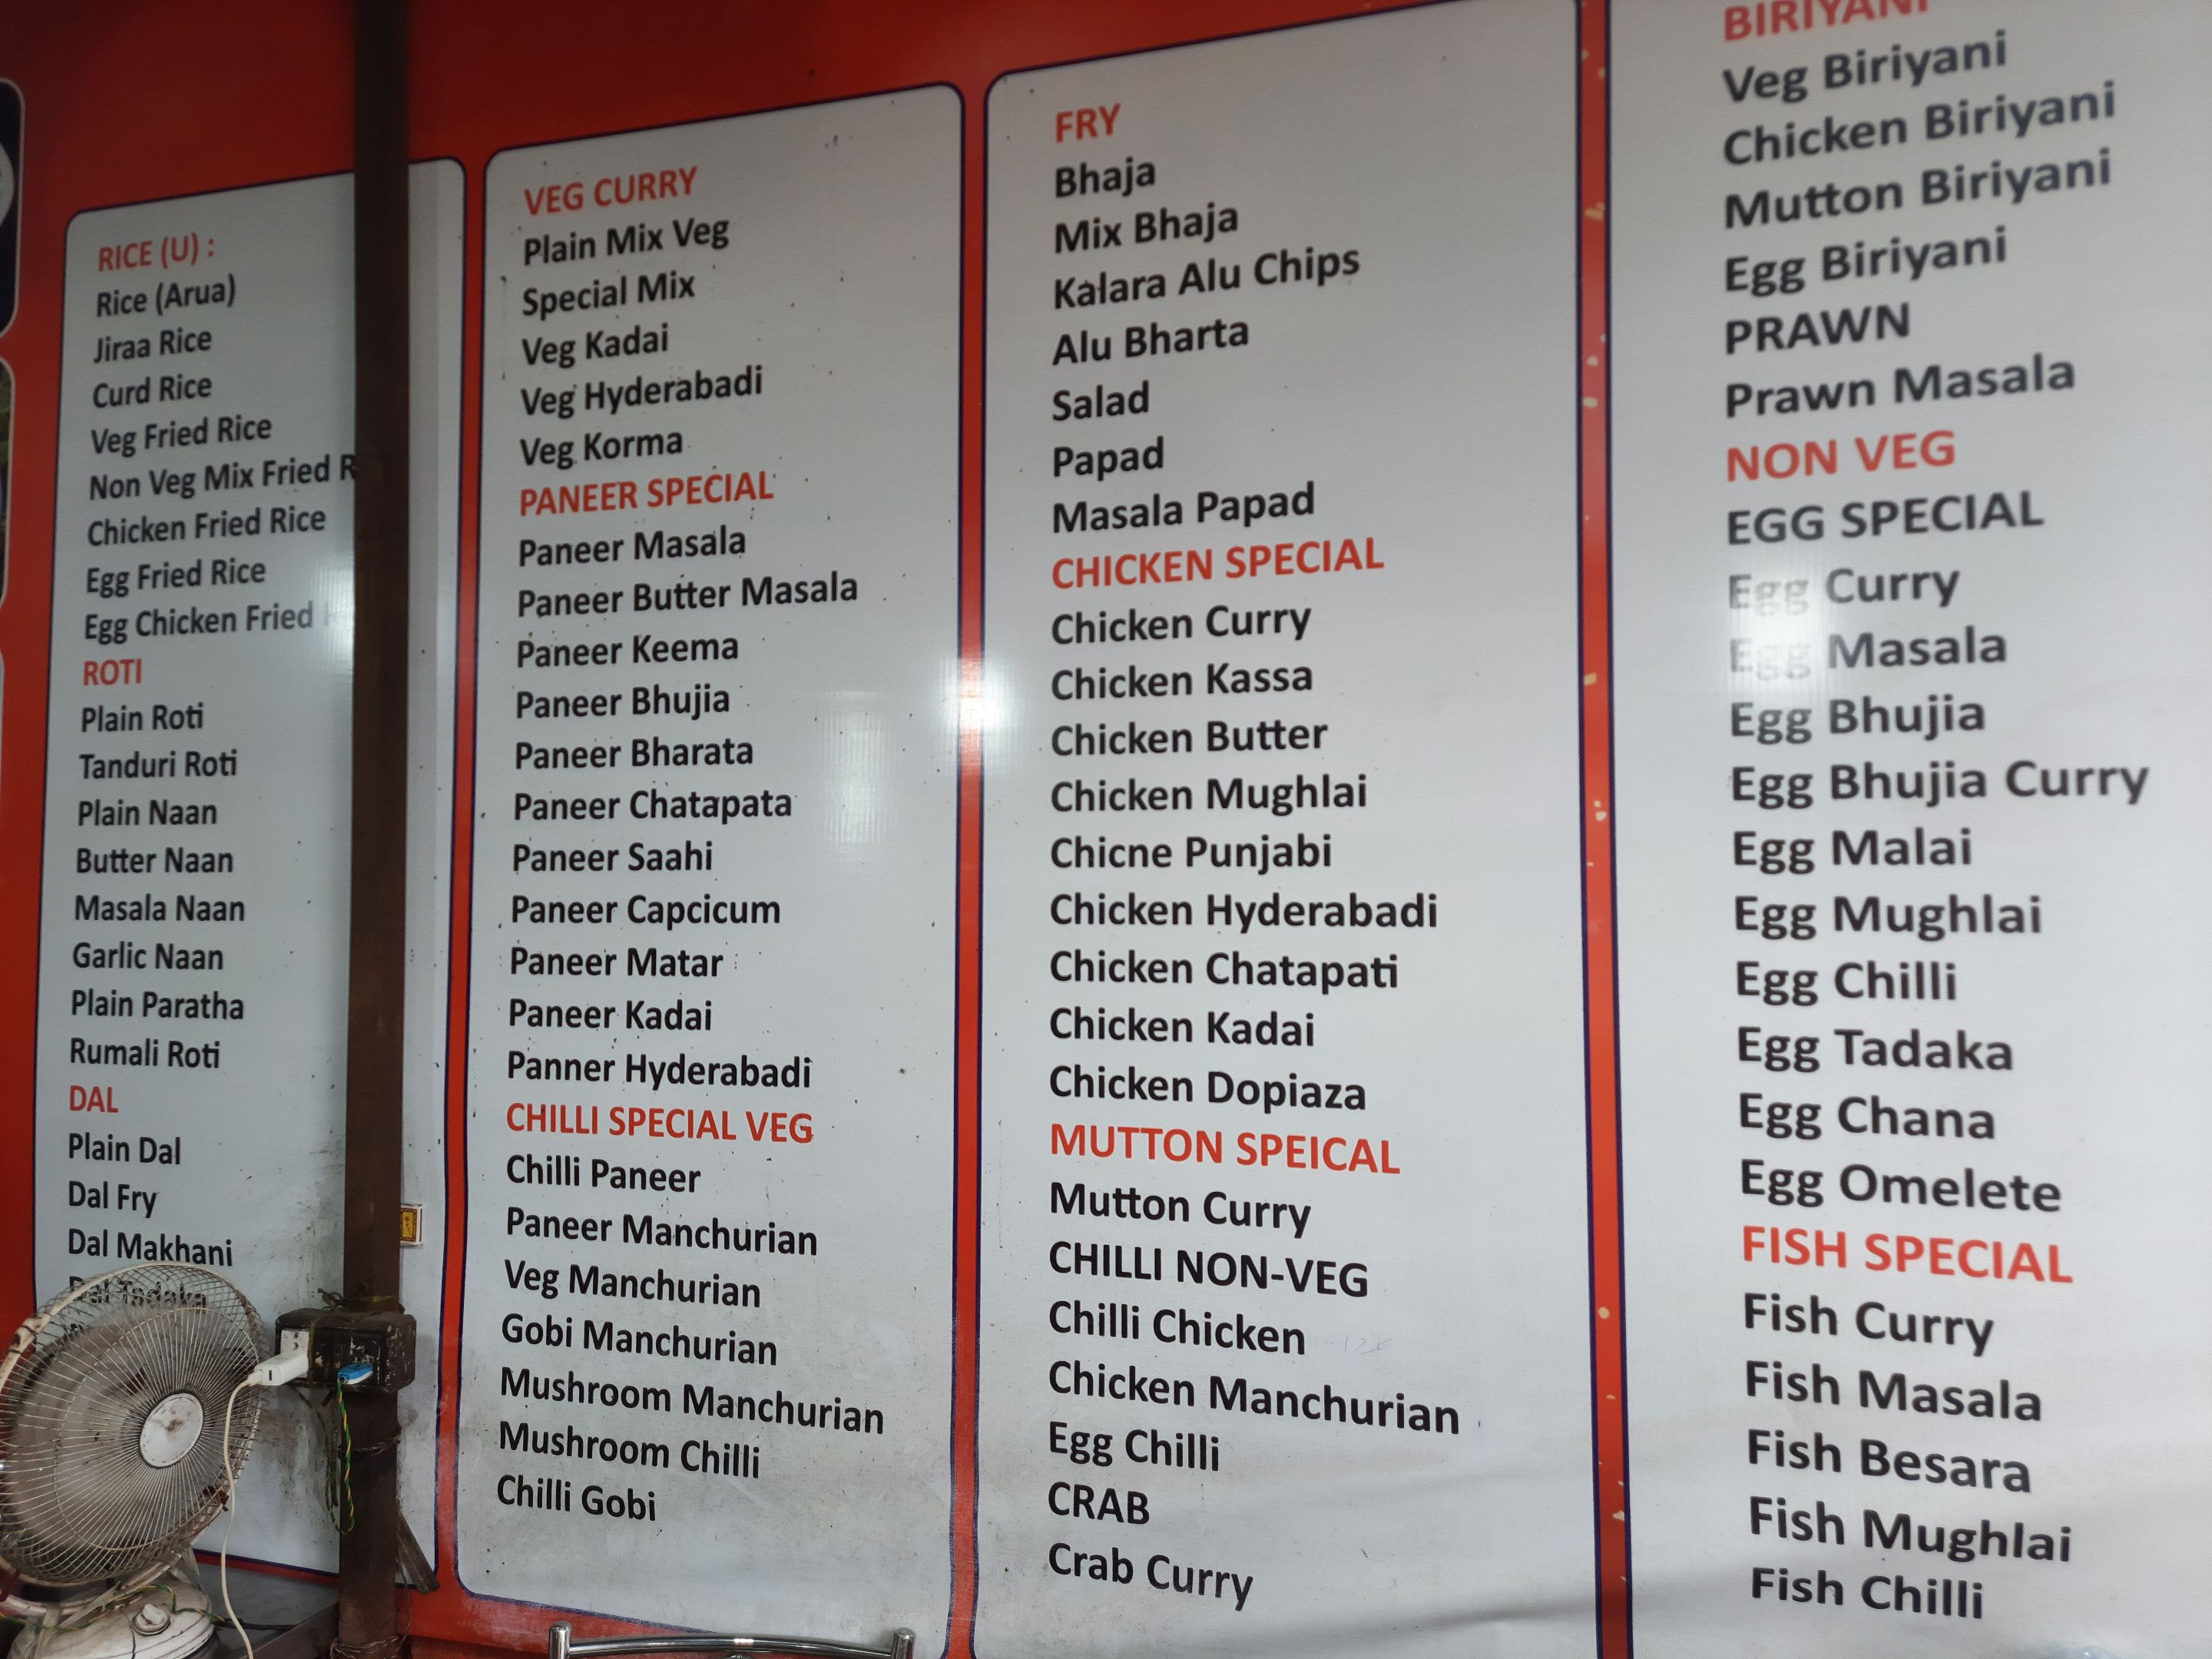 RICE (U) :
Rice (Arua)
Jiraa Rice
Curd Rice
Veg Fried Rice
Non Veg Mix Fried R
Chicken Fried Rice
Egg Fried Rice
Egg Chicken Fried
ROTI
Plain Roti
Tanduri Roti
Plain Naan
Butter Naan
Masala Naan
Garlic Naan
Plain Paratha
Rumali Roti
DAL
Plain Dal
Dal Fry
Dal Makhani
Dal Tadaka
VEG CURRY
Plain Mix Veg
Special Mix
Veg Kadai
Veg Hyderabadi
Veg Korma
PANEER SPECIAL
Paneer Masala
Paneer Butter Masala
Paneer Keema
Paneer Bhujia
Paneer Bharata
Paneer Chatapata
Paneer Saahi
Paneer Capcicum
Paneer Matar
Paneer Kadai
Panner Hyderabadi
CHILLI SPECIAL VEG
Chilli Paneer
Paneer Manchurian
Veg Manchurian
Gobi Manchurian
Mushroom Manchurian
Mushroom Chilli
Chilli Gobi
FRY
Bhaja
Mix Bhaja
Kalara Alu Chips
Alu Bharta
Salad
Papad
Masala Papad
CHICKEN SPECIAL
Chicken Curry
Chicken Kassa
Chicken Butter
Chicken Mughlai
Chicne Punjabi
Chicken Hyderabadi
Chicken Chatapati
Chicken Kadai
Chicken Dopiaza
MUTTON SPEICAL
Mutton Curry
CHILLI NON-VEG
Chilli Chicken
Chicken Manchurian
Egg Chilli
CRAB
Crab Curry
BIRIYANI
Veg Biriyani
Chicken Biriyani
Mutton Biriyani
Egg Biriyani
PRAWN
Prawn Masala
NON VEG
EGG SPECIAL
Egg Curry
Egg Masala
Egg Bhujia
Egg Bhujia Curry
Egg Malai
Egg Mughlai
Egg Chilli
Egg Tadaka
Egg Chana
Egg Omelete
FISH SPECIAL
Fish Curry
Fish Masala
Fish Besara
Fish Mughlai
Fish Chilli